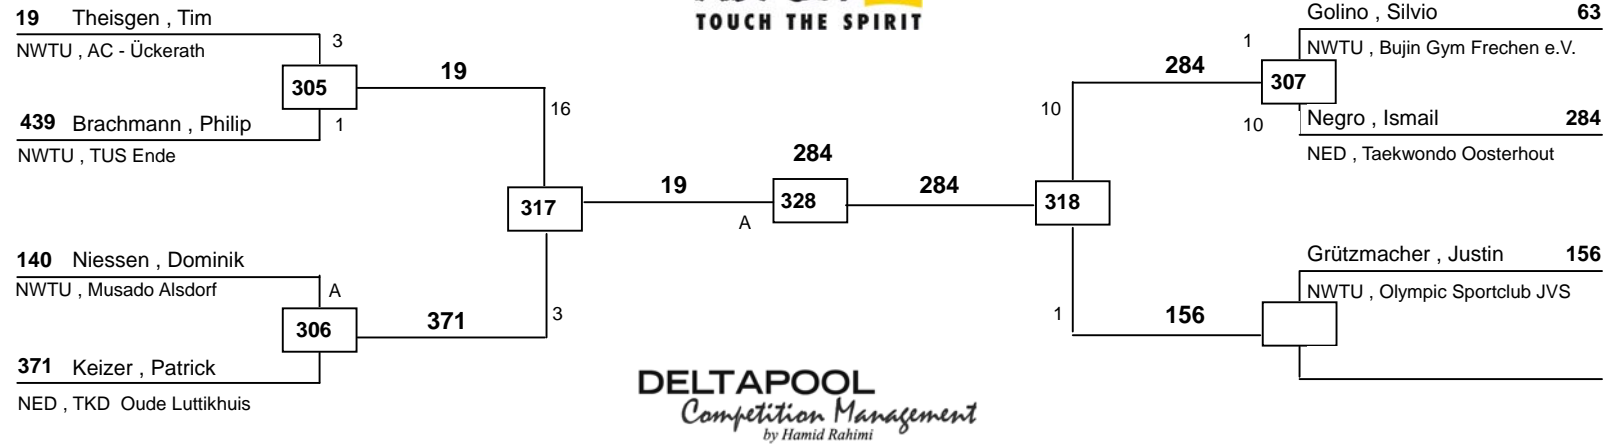 TOUCH THE SPIRIT
19 Theisgen , Tim
NWTU , AC - Ückerath
3
305
19
439 Brachmann , Philip
1
NWTU , TUS Ende
16
317
19
A
284
328
284
140 Niessen , Dominik
NWTU , Musado Alsdorf
A
306
371
3
371 Keizer , Patrick
NED , TKD Oude Luttikhuis
Golino , Silvio 63
1
NWTU , Bujin Gym Frechen e.V.
284
307
10
10
Negro , Ismail 284
NED , Taekwondo Oosterhout
318
Grützmacher , Justin 156
NWTU , Olympic Sportclub JVS
1
156
DELTAPOOL
Competition Management
by Hamid Rahimi